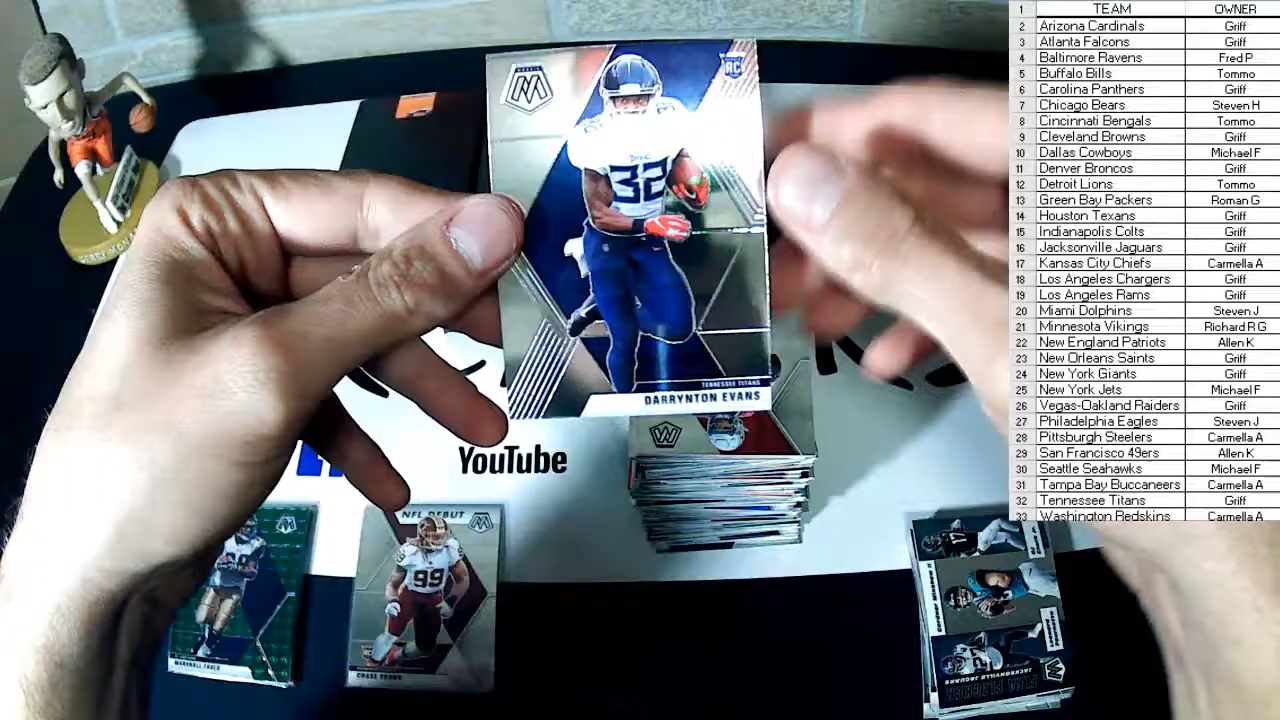 1 TEAM OWNER
2 Arizona Cardinals Griff
3 Atlanta Falcons Griff
4 Baltimore Ravens Fred P
5 Buffalo Bills Tommo
6 Carolina Panthers Griff
7 Chicago Bears Steven H
8 Cincinnati Bengals Tommo
9 Cleveland Browns Griff
10 Dallas Cowboys Michael F
11 Denver Broncos Griff
12 Detroit Lions Tommo
13 Green Bay Packers Roman G
14 Houston Texans Griff
15 Indianapolis Colts Griff
16 Jacksonville Jaguars Griff
17 Kansas City Chiefs Carmella A
18 Los Angeles Chargers Griff
19 Los Angeles Rams Griff
20 Miami Dolphins Steven J
21 Minnesota Vikings Richard R G
22 New England Patriots Allen K
23 New Orleans Saints Griff
24 New York Giants Griff
25 New York Jets Michael F
26 Vegas-Oakland Raiders Griff
27 Philadelphia Eagles Steven J
28 Pittsburgh Steelers Carmella A
29 San Francisco 49ers Allen K
30 Seattle Seahawks Michael F
31 Tampa Bay Buccaneers Carmella A
32 Tennessee Titans Griff
33 Washington Redskins Carmella A
RC
32
TENNESSEE TITANS
DARRYNTON EVANS
YouTube
NFL DEBUT
99
CHASE YOUNG
MARSHALL FAULK
FLEA FLICKER
JACKSONVILLE JAGUARS